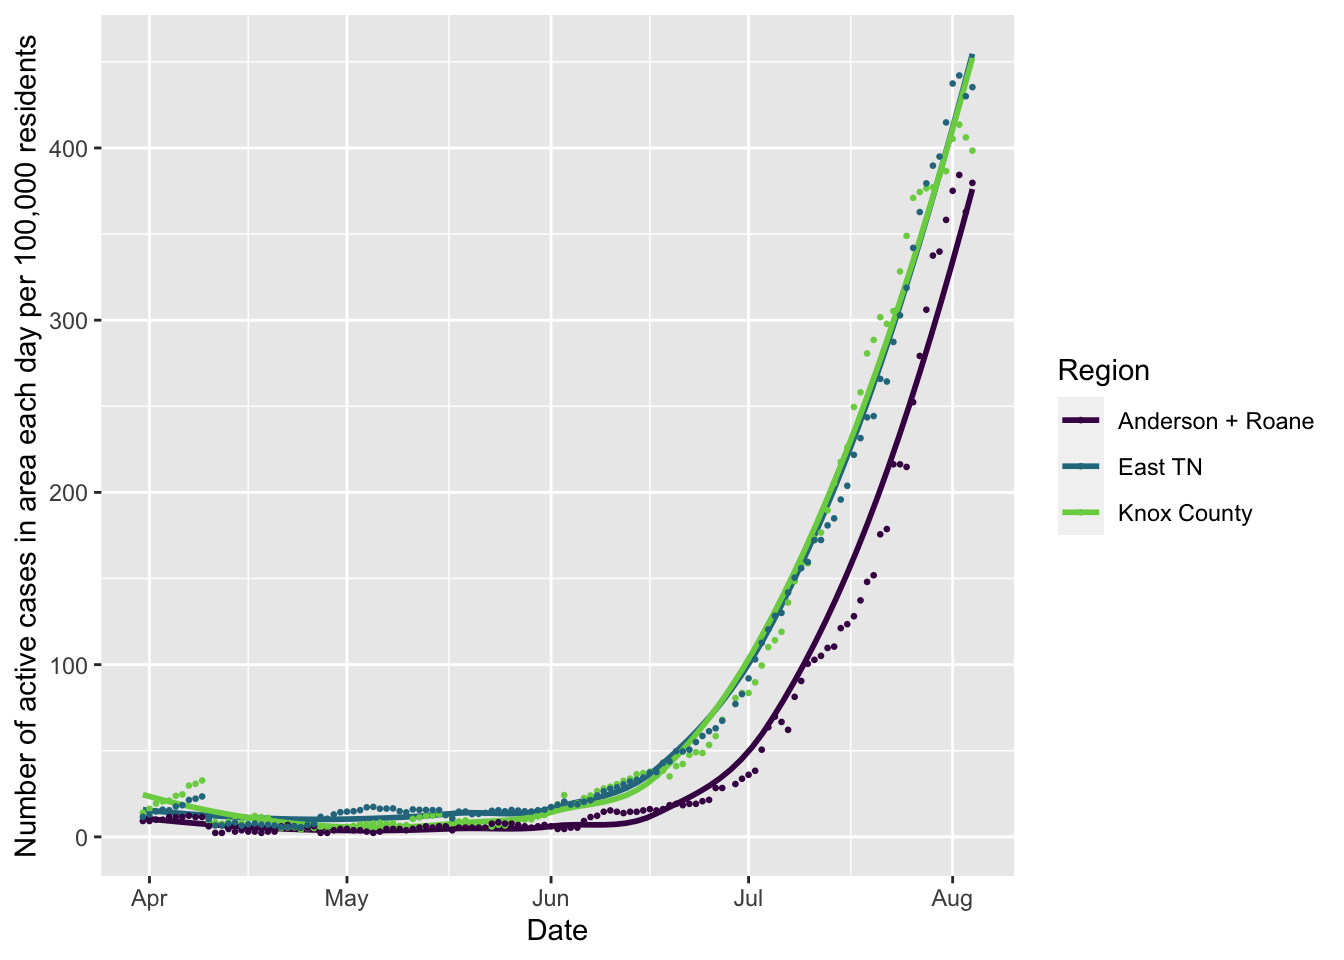 Number of active cases in area each day per 100,000 residents
400
300
200
100
0
Apr
May
Jun
Jul
Aug
Date
Region
Anderson + Roane
East TN
Knox County